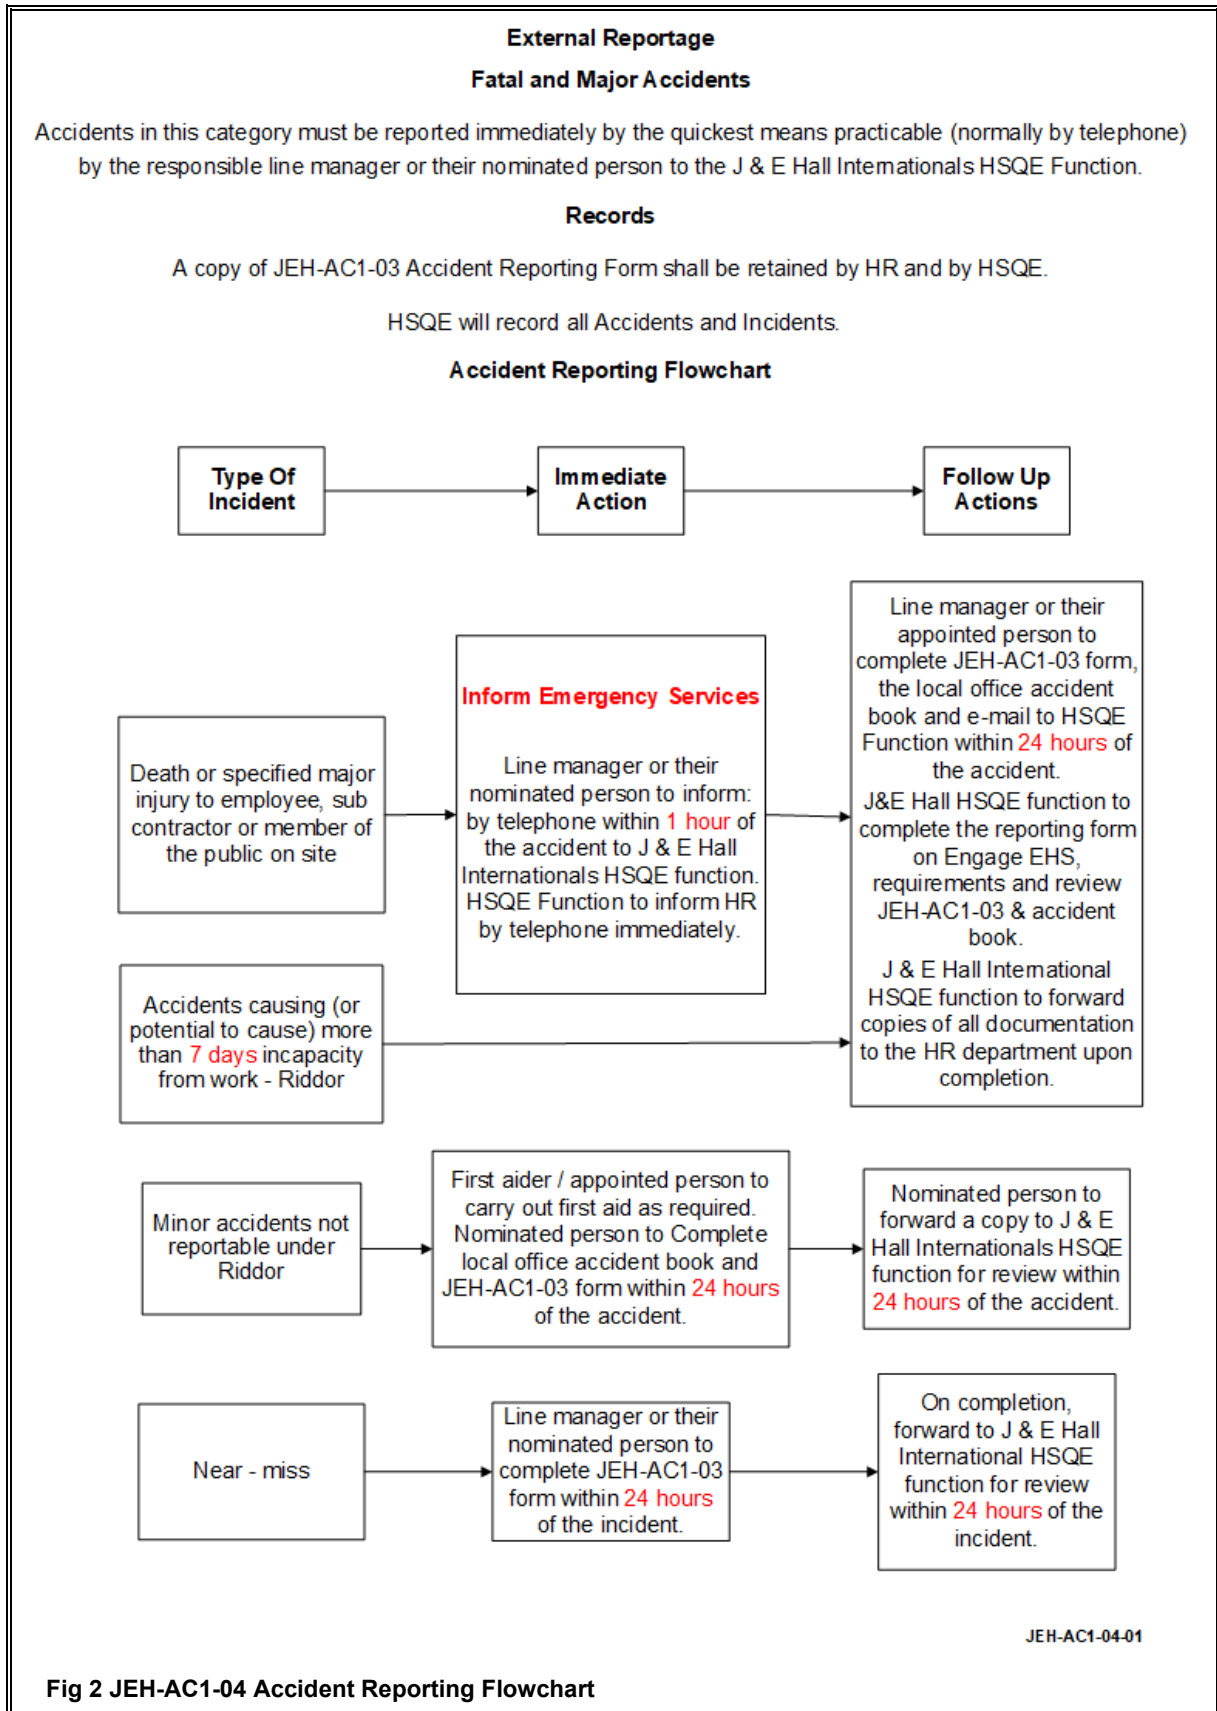 External Reportage
Fatal and Major Accidents
Accidents in this category must be reported immediately by the quickest means practicable (normally by telephone)
by the responsible line manager or their nominated person to the J & E Hall Internationals HSQE Function.
Records
A copy of JEH-AC1-03 Accident Reporting Form shall be retained by HR and by HSQE.
HSQE will record all Accidents and Incidents.
Accident Reporting Flowchart
Type Of
Incident
Immediate
Action
Follow Up
Actions
Death or specified major
injury to employee, sub
contractor or member of
the public on site
Inform Emergency Services
Line manager or their
nominated person to inform:
by telephone within 1 hour of
the accident to J & E Hall
Internationals HSQE function.
HSQE Function to inform HR
by telephone immediately.
Line manager or their
appointed person to
complete JEH-AC1-03 form,
the local office accident
book and e-mail to HSQE
Function within 24 hours of
the accident.
J&E Hall HSQE function to
complete the reporting form
on Engage EHS,
requirements and review
JEH-AC1-03 & accident
book.
J & E Hall International
HSQE function to forward
copies of all documentation
to the HR department upon
completion.
Accidents causing (or
potential to cause) more
than 7 days incapacity
from work - Riddor
Minor accidents not
reportable under
Riddor
First aider / appointed person to
carry out first aid as required.
Nominated person to Complete
local office accident book and
JEH-AC1-03 form within 24 hours
of the accident.
Nominated person to
forward a copy to J & E
Hall Internationals HSQE
function for review within
24 hours of the accident.
Near - miss
Line manager or their
nominated person to
complete JEH-AC1-03
form within 24 hours
of the incident.
On completion,
forward to J & E Hall
International HSQE
function for review
within 24 hours of the
incident.
JEH-AC1-04-01
Fig 2 JEH-AC1-04 Accident Reporting Flowchart